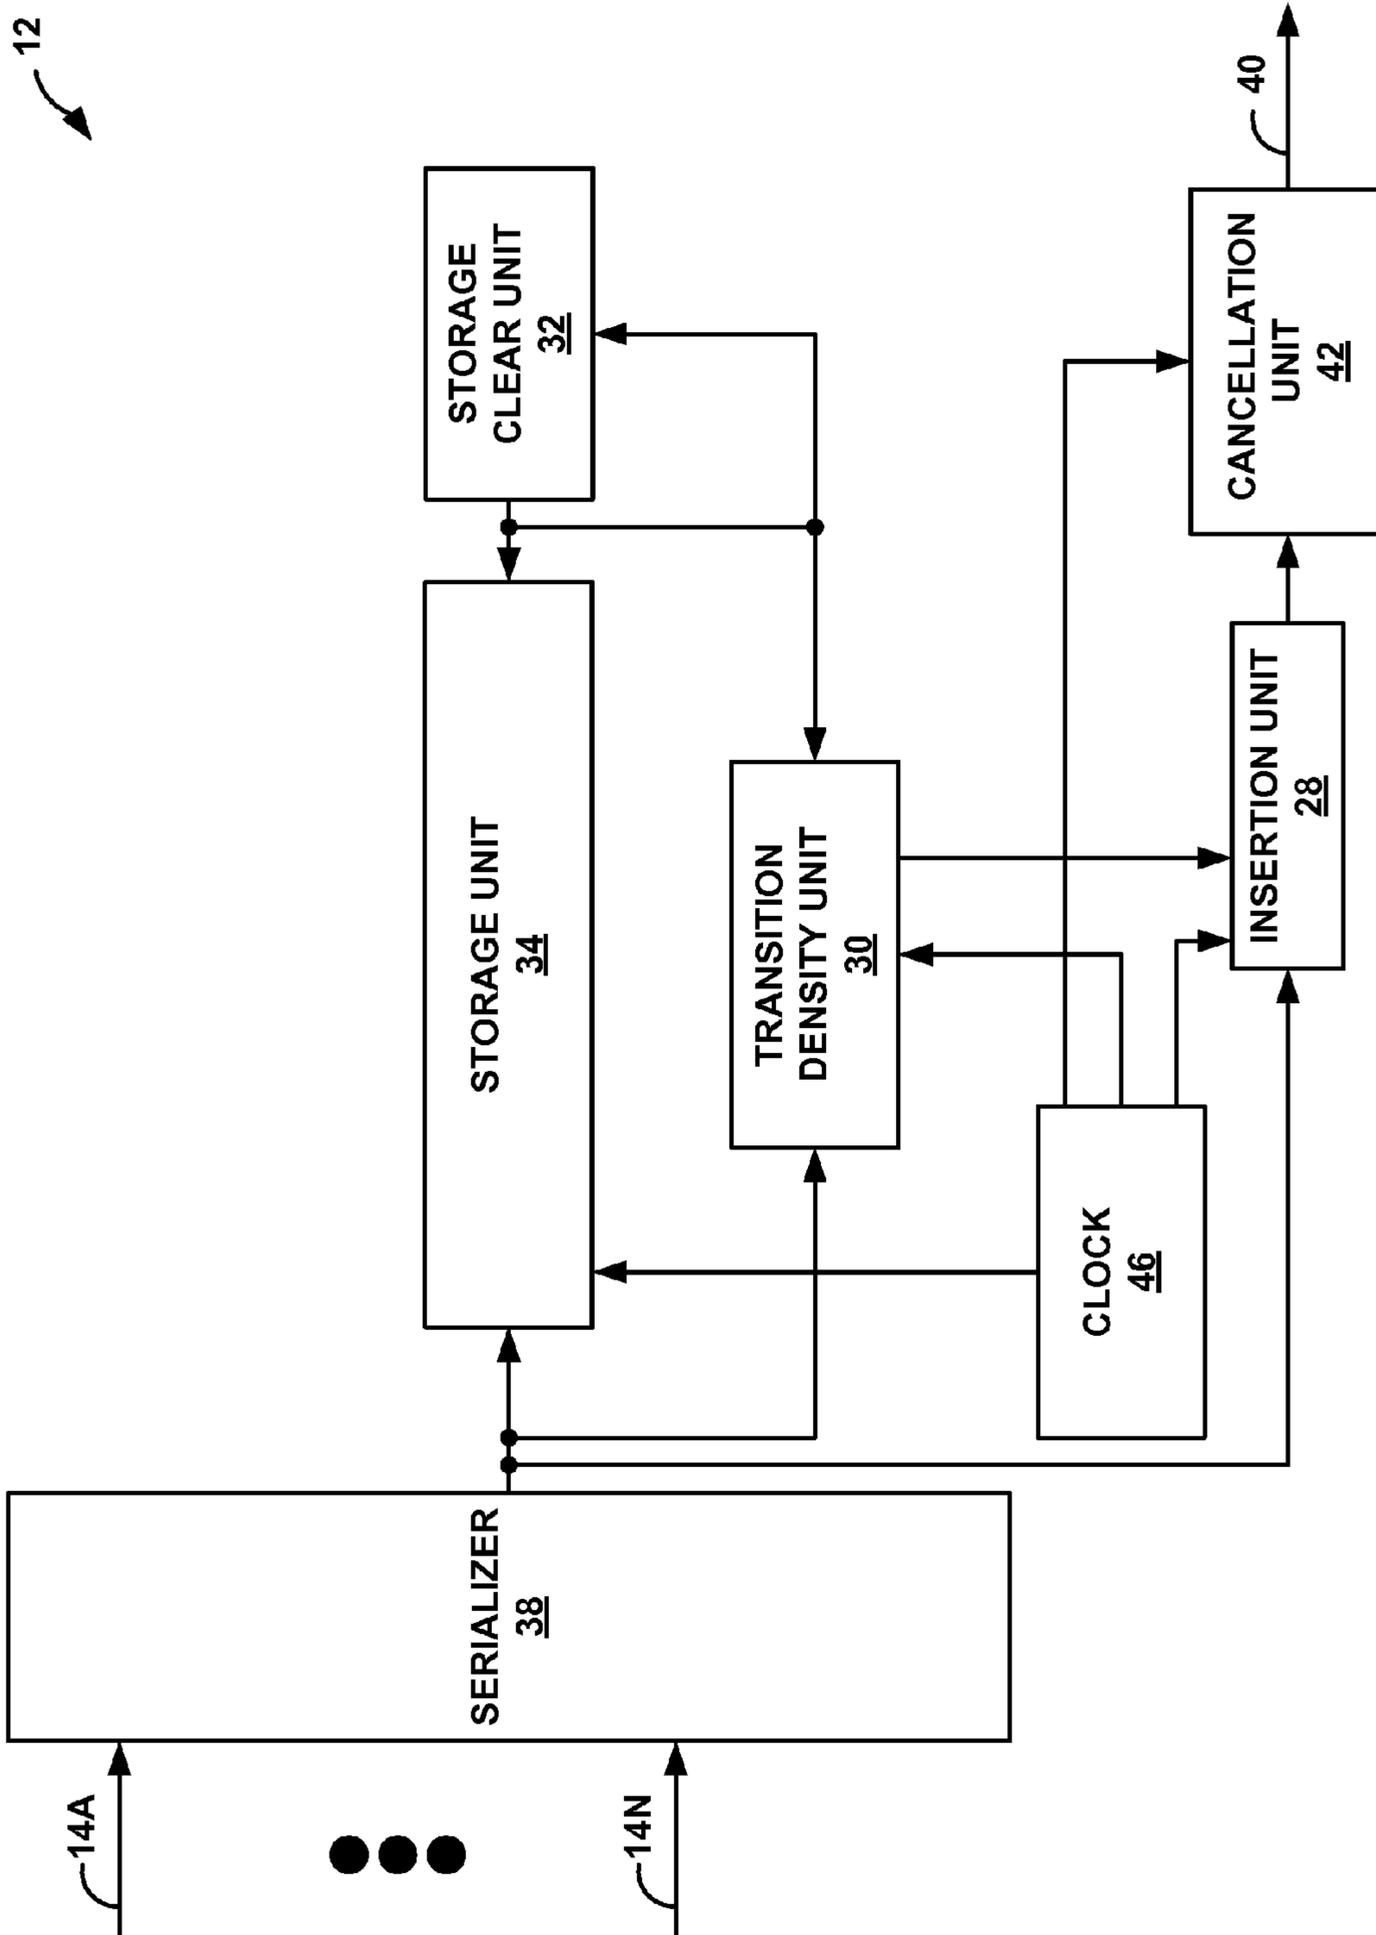 12
14A
14N
SERIALIZER
38
STORAGE UNIT
34
STORAGE
CLEAR UNIT
32
TRANSITION
DENSITY UNIT
30
CLOCK
46
INSERTION UNIT
28
CANCELLATION
UNIT
42
40